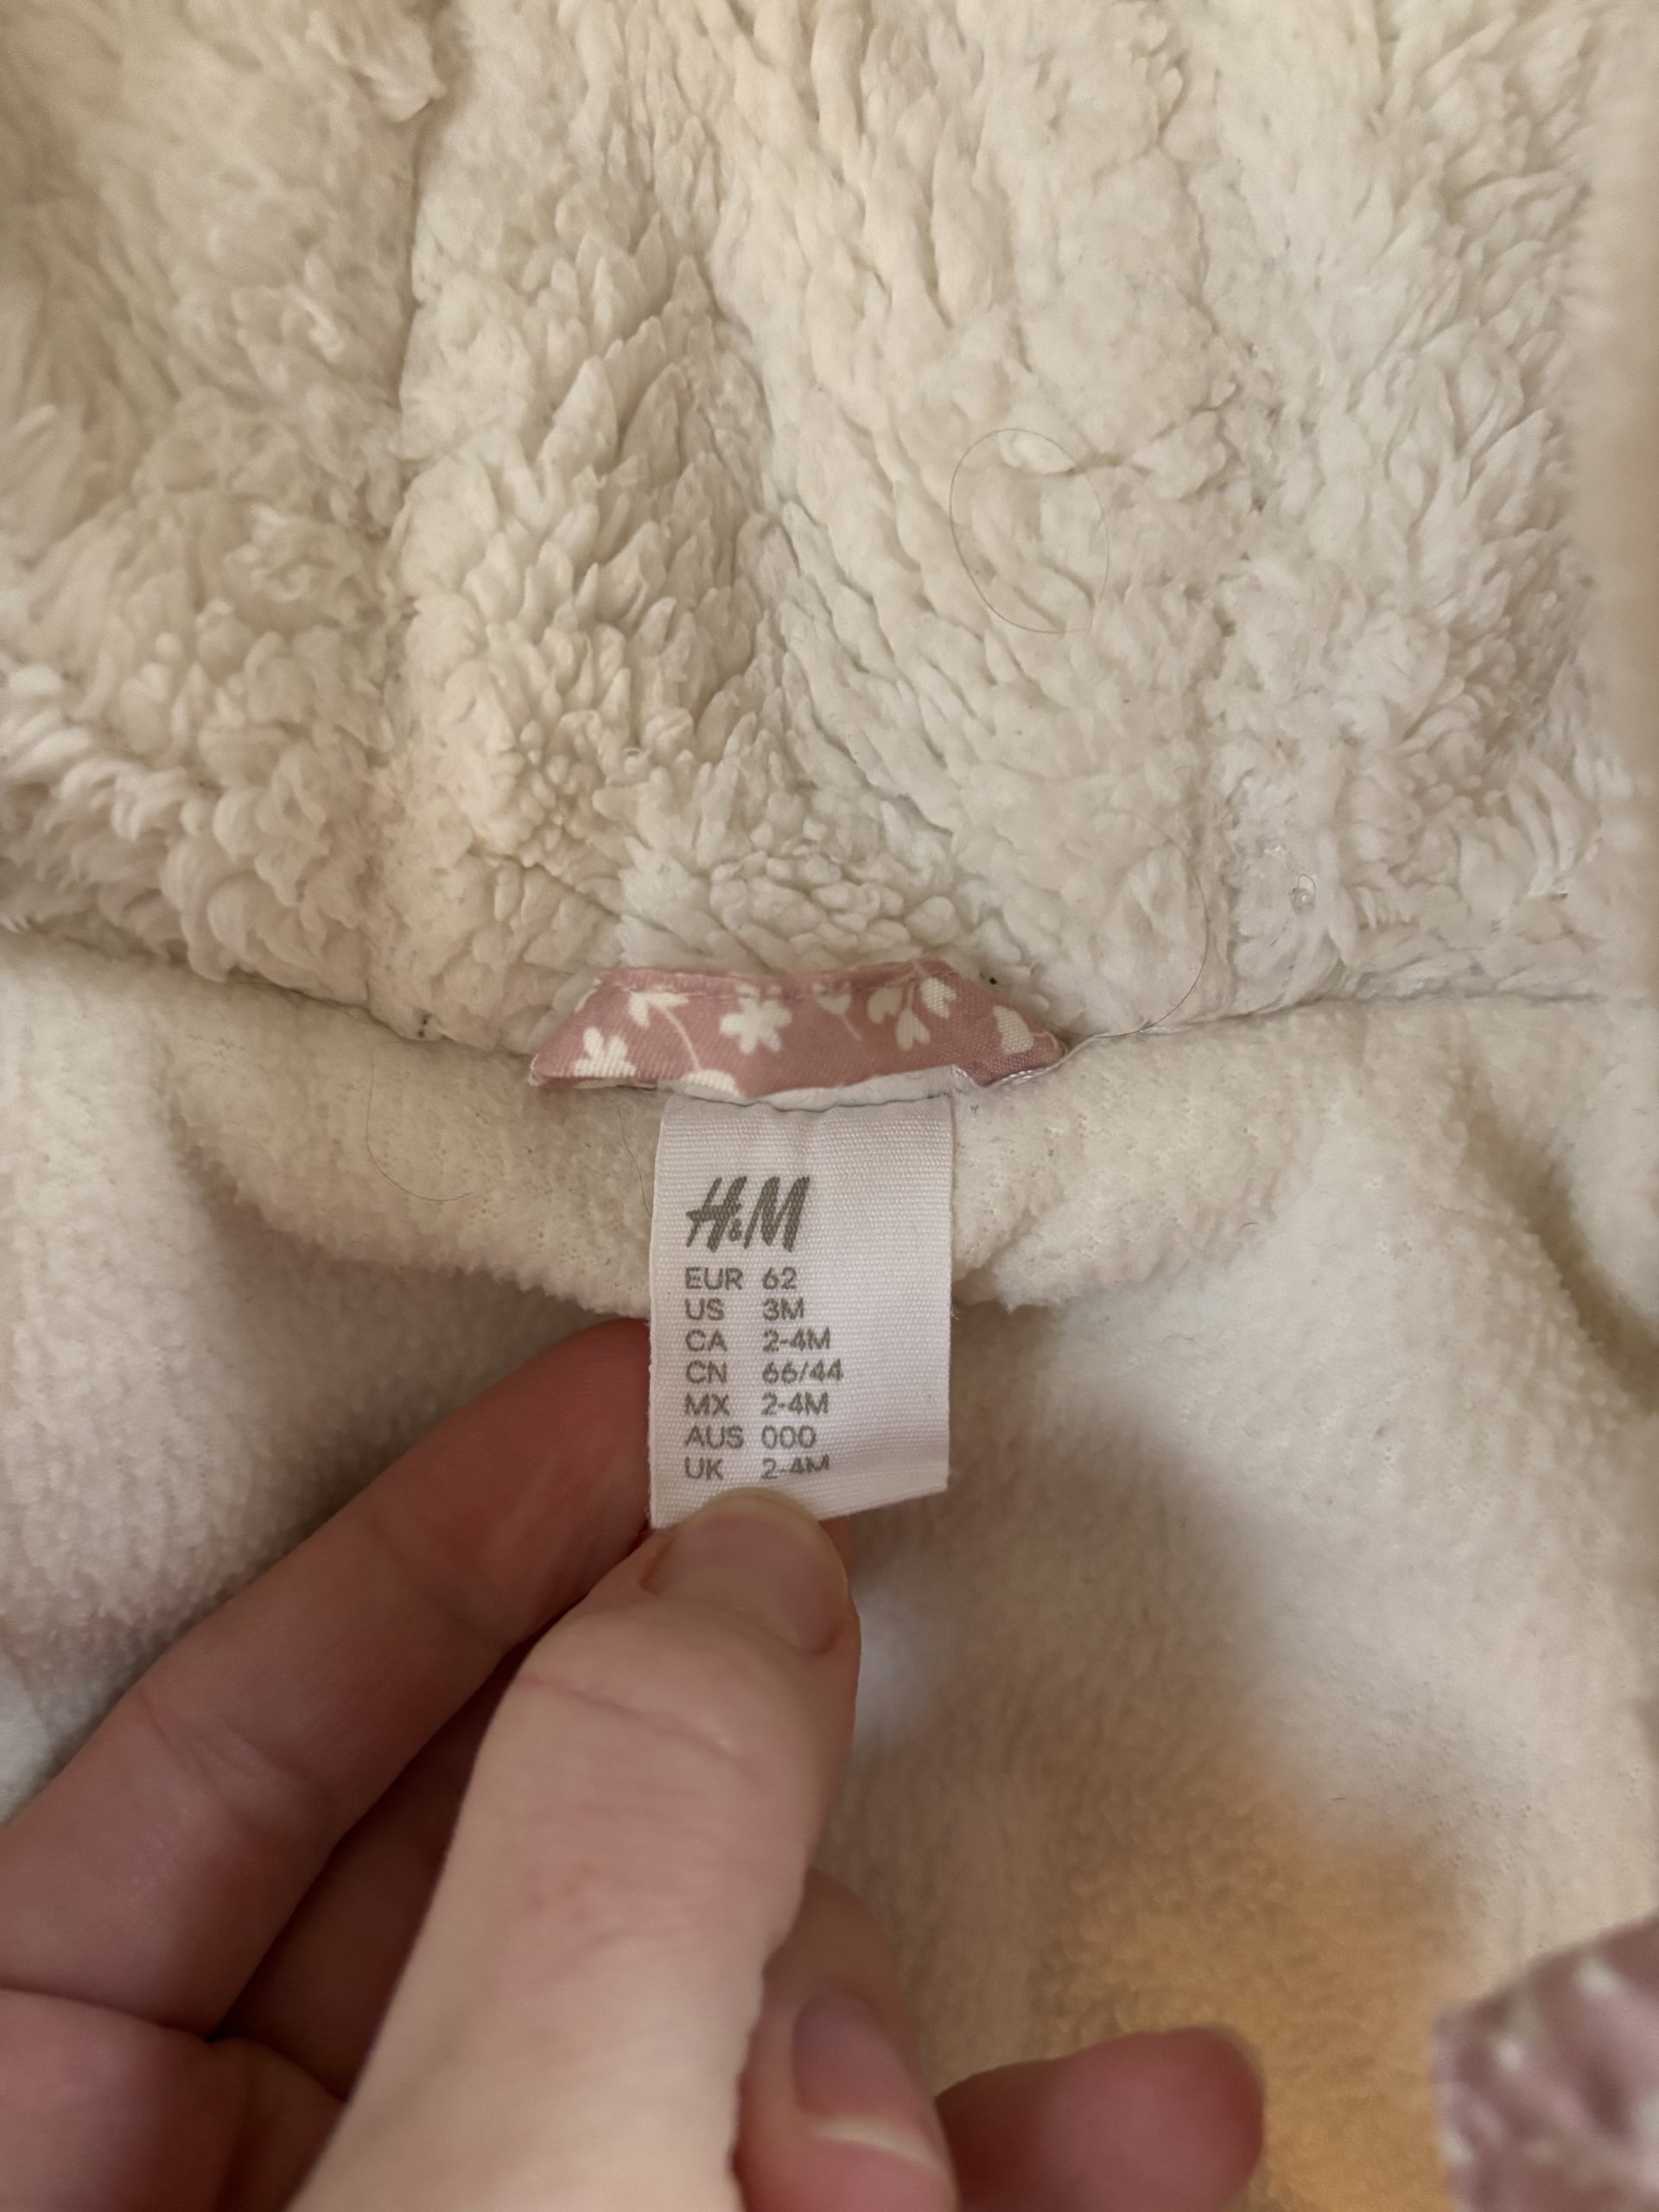 H&M
EUR 62
US 3M
CA 2-4M
CN 66/44
MX 2-4M
AUS 000
UK 2-4M